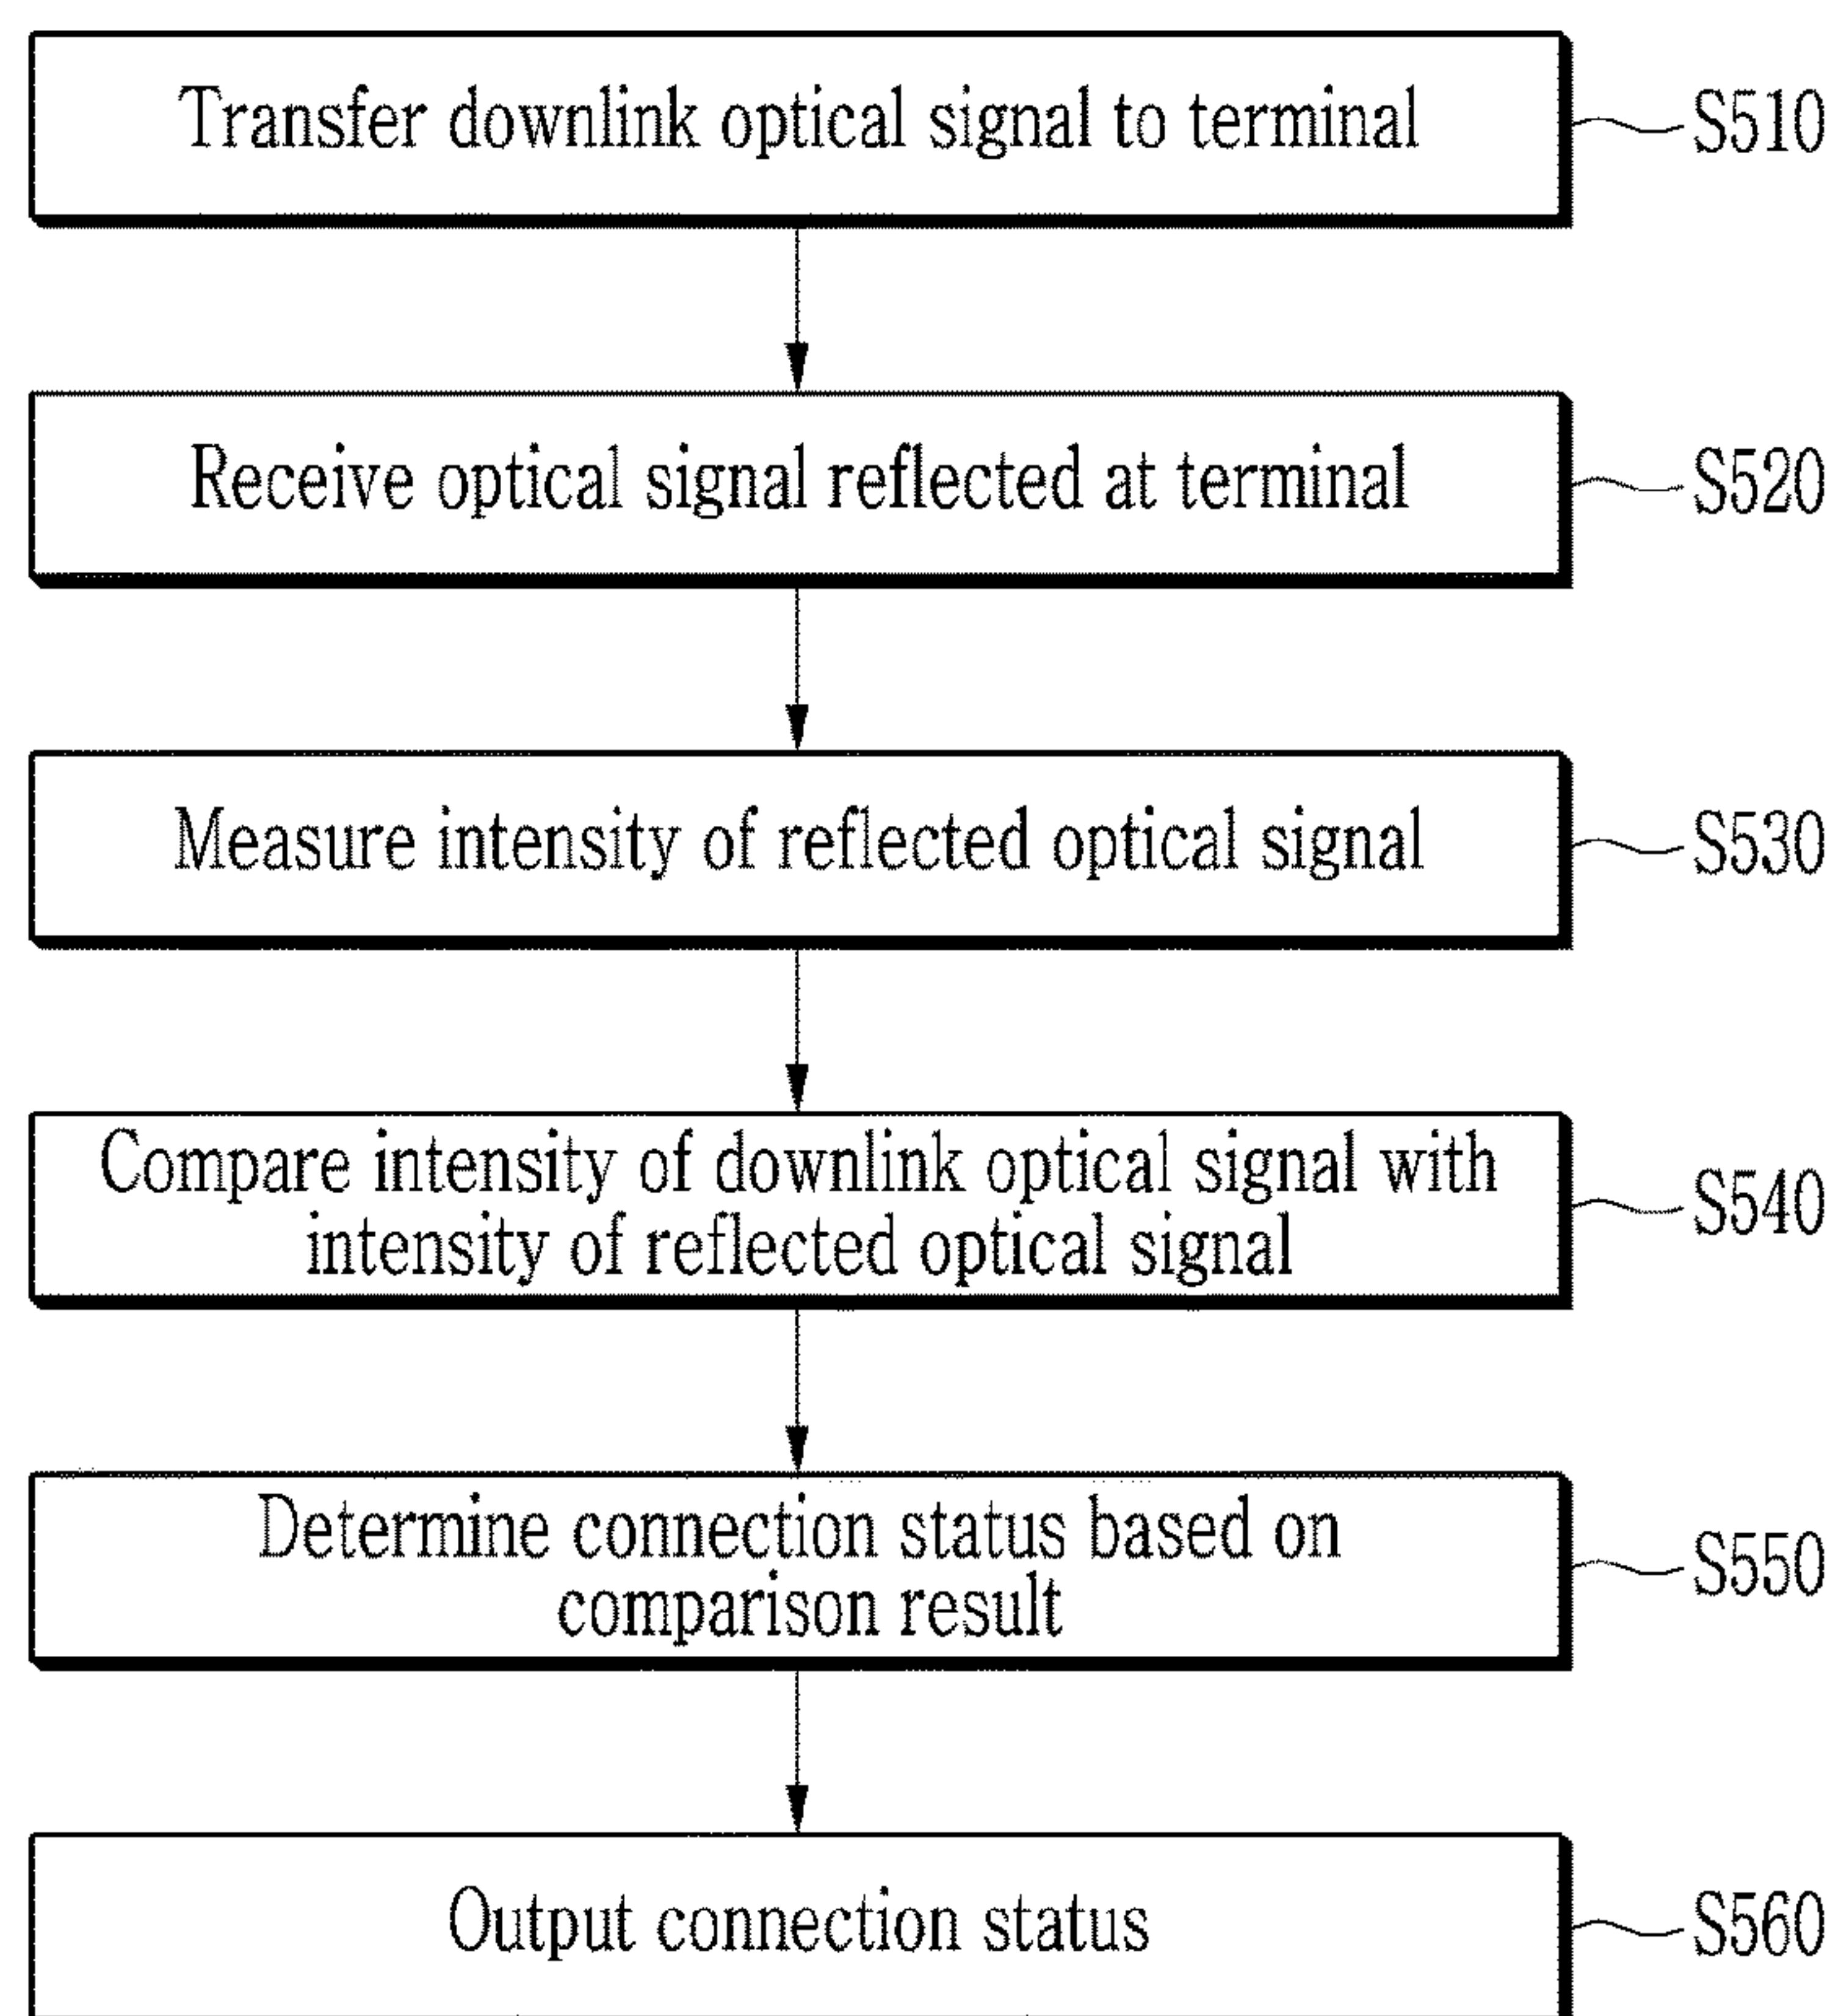 Transfer downlink optical signal to terminal
S510
Receive optical signal reflected at terminal
S520
Measure intensity of reflected optical signal
S530
Compare intensity of downlink optical signal with
intensity of reflected optical signal
S540
Determine connection status based on
comparison result
S550
Output connection status
S560